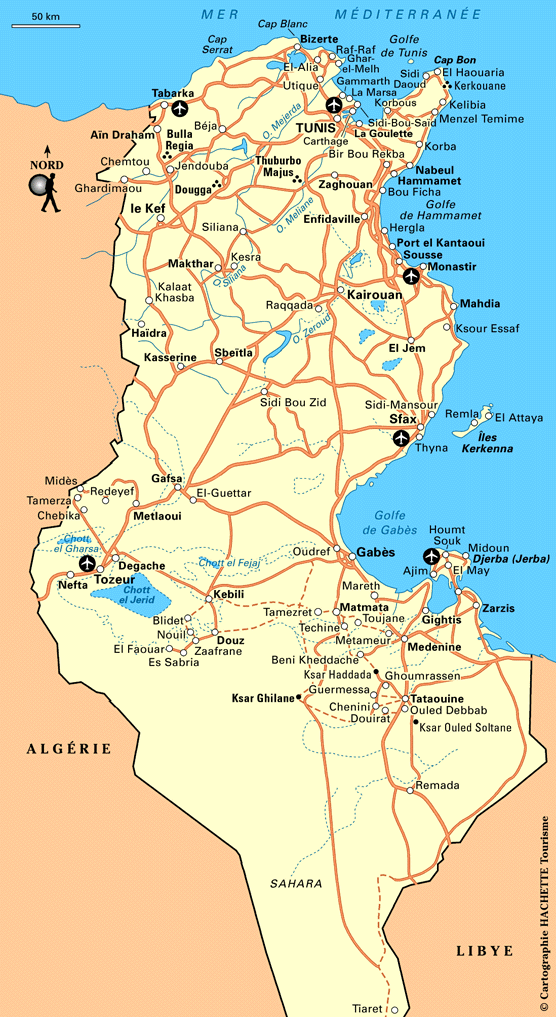 50 km
MER MÉDITERRANÉE
Cap Blanc
Bizerte
Cap
Serrat
Raf-Raf
Ghar-
el-Melh
El-Alia
Utique
Golfe
de Tunis
Cap Bon
Sidi
Daoud
El Haouaria
Kerkouane
Gammarth
La Marsa
Korbous
Kelibia
Tabarka
Sidi-Bou-Saïd
Menzel Temime
O. Mejerda
TUNIS
La Goulette
Carthage
Aïn Draham
Bulla
Regia
Béja
Korba
NORD
Chemtou
Jendouba
Thuburbo
Majus
Bir Bou Rekba
Nabeul
Hammamet
Ghardimaou
Dougga
Zaghouan
Bou Ficha
le Kef
O. Meliane
Enfidaville
Golfe
de Hammamet
Siliana
Hergla
Port el Kantaoui
Makthar
Kesra
O. Siliana
Sousse
Monastir
Kalaat
Khasba
Kairouan
Raqqada
Mahdia
Haïdra
O. Zeroud
Ksour Essaf
El Jem
Kasserine
Sbeïtla
Sidi Bou Zid
Sidi-Mansour
Sfax
Remla
El Attaya
Thyna
Îles
Kerkenna
Gafsa
Midès
Redeyef
Tamerza
El-Guettar
Chebika
Metlaoui
Golfe
de Gabès
Chott
el Gharsa
Degache
Chott el Fejaj
Oudref
Gabès
Houmt
Souk
Midoun
Djerba (Jerba)
Nefta
Tozeur
Ajim
El May
Chott
el Jerid
Kebili
Mareth
Tamezret
Matmata
Zarzis
Blidet
Toujane
Gightis
Nouil
Douz
Techine
Metameur
Medenine
El Faouar
Zaafrane
Es Sabria
Beni Kheddache
Ksar Haddada
Ghoumrassen
Ksar Ghilane
Guermessa
Tataouine
Chenini
Ouled Debbab
Douirat
Ksar Ouled Soltane
ALGÉRIE
Remada
SAHARA
LIBYE
Tiaret
© Cartographie HACHETTE Tourisme